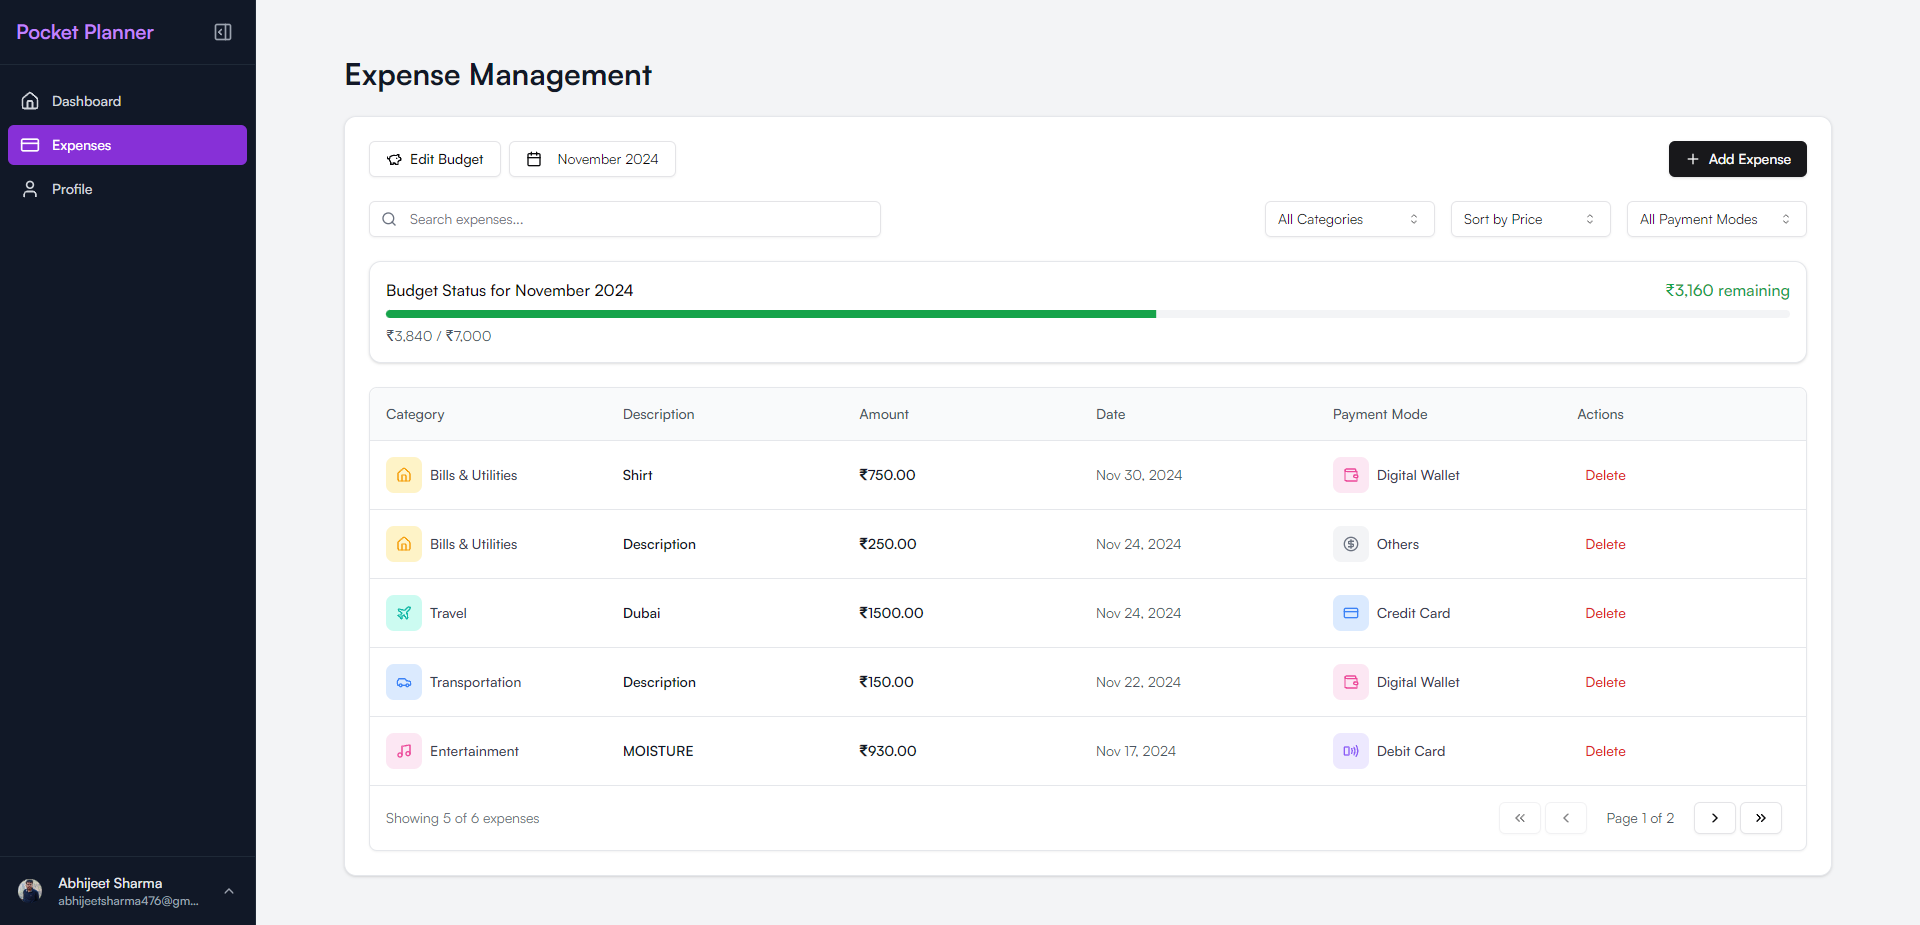 Pocket Planner
Dashboard
Expenses
Profile
Abhijeet Sharma
abhijeetsharma476@gm...
Expense Management
Edit Budget
November 2024
Add Expense
Search expenses...
All Categories
Sort by Price
All Payment Modes
Budget Status for November 2024
₹3,160 remaining
₹3,840 / ₹7,000
Category Description Amount Date Payment Mode Actions
Bills & Utilities Shirt ₹750.00 Nov 30, 2024 Digital Wallet Delete
Bills & Utilities Description ₹250.00 Nov 24, 2024 Others Delete
Travel Dubai ₹1500.00 Nov 24, 2024 Credit Card Delete
Transportation Description ₹150.00 Nov 22, 2024 Digital Wallet Delete
Entertainment MOISTURE ₹930.00 Nov 17, 2024 Debit Card Delete
Showing 5 of 6 expenses
Page 1 of 2